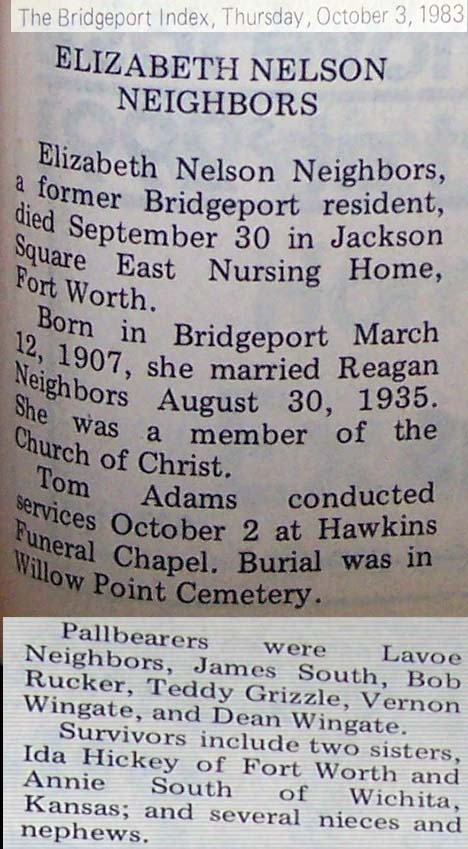 The Bridgeport Index, Thursday, October 3, 1983
ELIZABETH NELSON
NEIGHBORS
Elizabeth Nelson Neighbors,
a former Bridgeport resident,
died September 30 in Jackson
Square East Nursing Home,
Fort Worth.
Born in Bridgeport March
12, 1907, she married Reagan
Neighbors August 30, 1935.
She was a member of the
Church of Christ.
Tom Adams conducted
services October 2 at Hawkins
Funeral Chapel. Burial was in
Willow Point Cemetery.
Pallbearers were Lavoe
Neighbors, James South, Bob
Rucker, Teddy Grizzle, Vernon
Wingate, and Dean Wingate.
Survivors include two sisters,
Ida Hickey of Fort Worth and
Annie South of Wichita,
Kansas; and several nieces and
nephews.